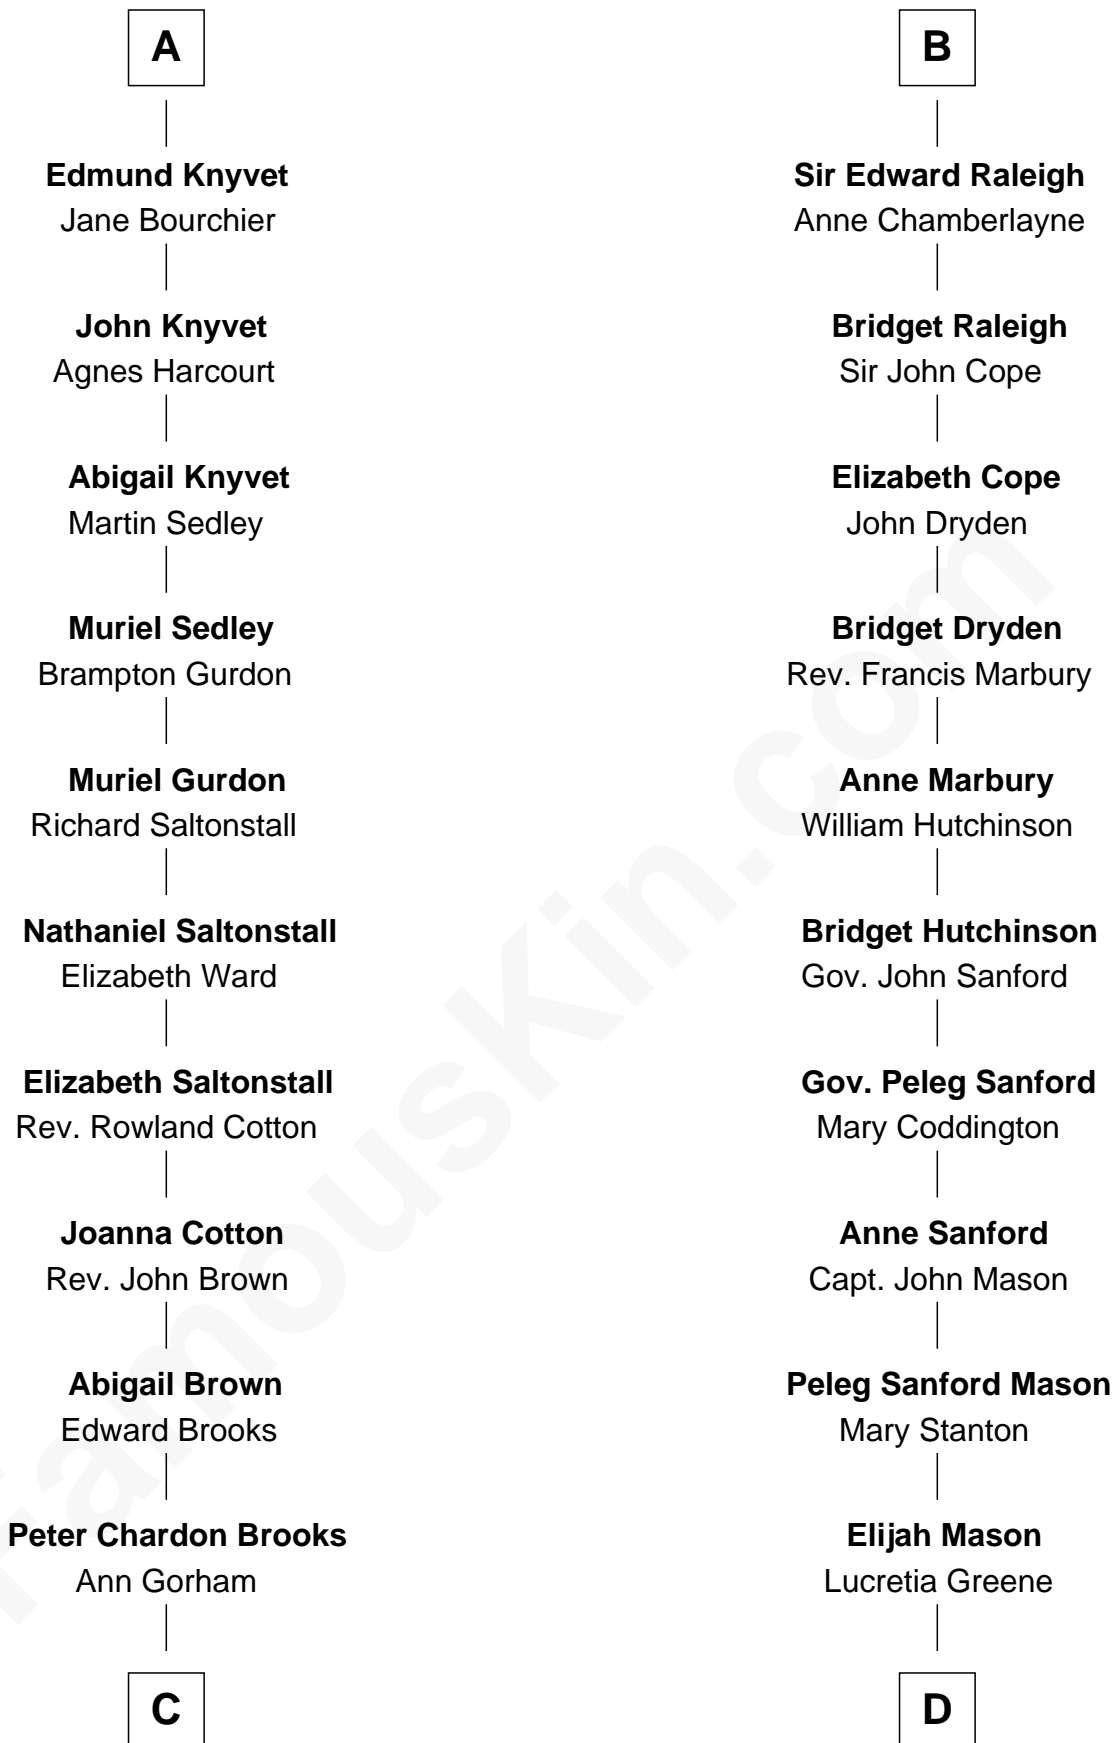 A
Edmund Knyvet
Jane Bourchier
John Knyvet
Agnes Harcourt
Abigail Knyvet
Martin Sedley
Muriel Sedley
Brampton Gurdon
Muriel Gurdon
Richard Saltonstall
Nathaniel Saltonstall
Elizabeth Ward
Elizabeth Saltonstall
Rev. Rowland Cotton
Joanna Cotton
Rev. John Brown
Abigail Brown
Edward Brooks
Peter Chardon Brooks
Ann Gorham
C
B
Sir Edward Raleigh
Anne Chamberlayne
Bridget Raleigh
Sir John Cope
Elizabeth Cope
John Dryden
Bridget Dryden
Rev. Francis Marbury
Anne Marbury
William Hutchinson
Bridget Hutchinson
Gov. John Sanford
Gov. Peleg Sanford
Mary Coddington
Anne Sanford
Capt. John Mason
Peleg Sanford Mason
Mary Stanton
Elijah Mason
Lucretia Greene
D
FamousKin.com